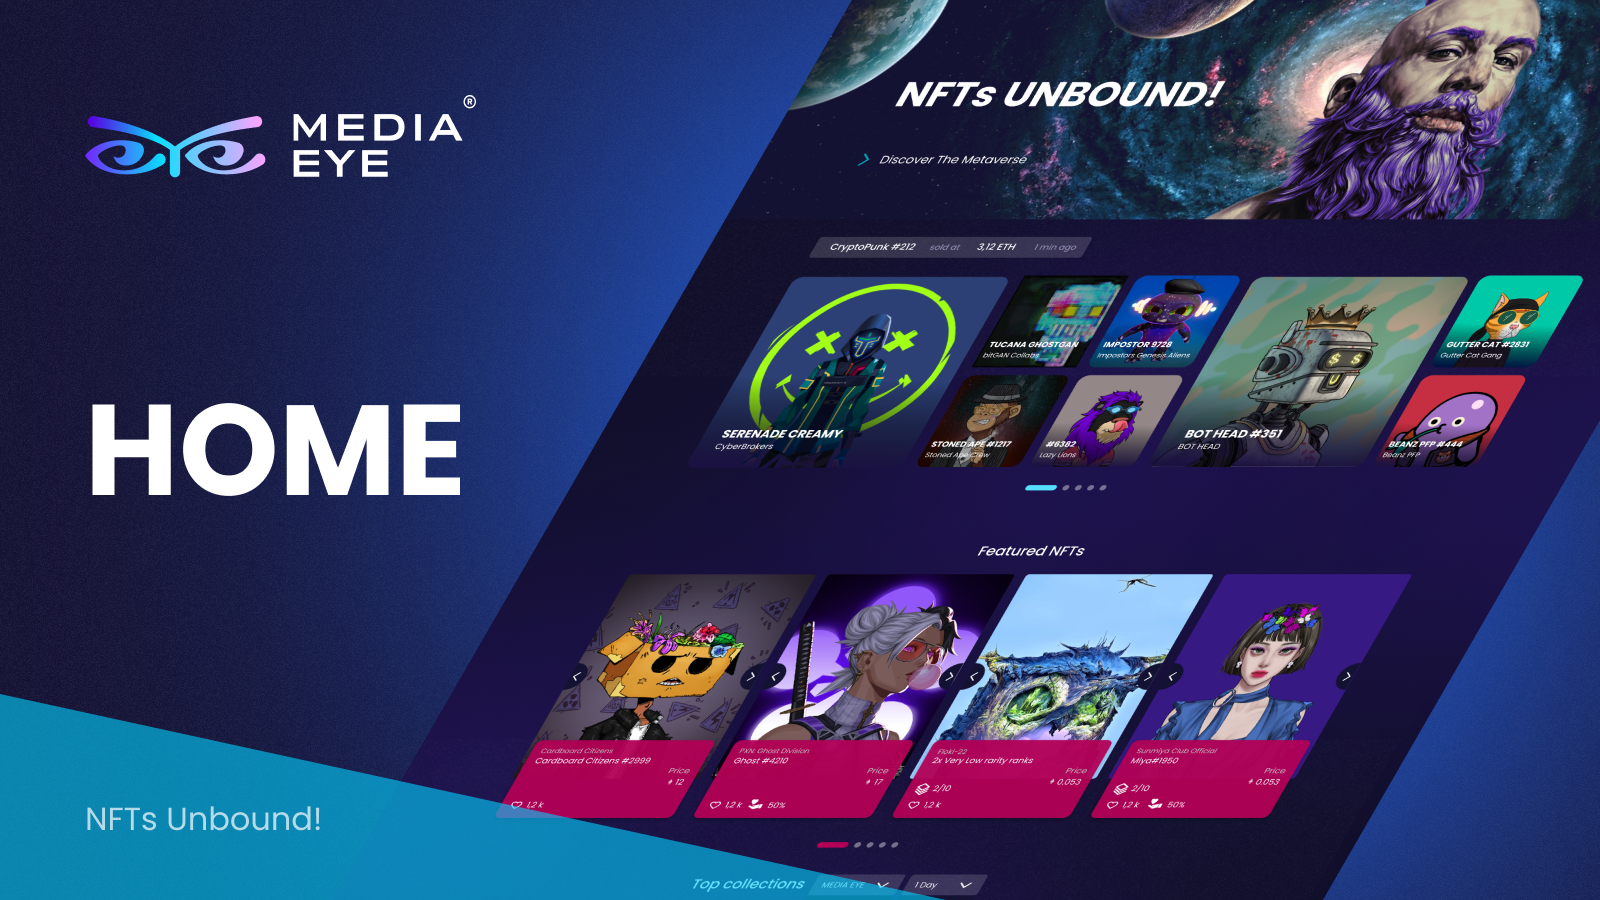 MEDIA ®
EYE
HOME
NFTs Unbound!
NFTs UNBOUND!
Discover The Metaverse
CryptoPunk #212 sold at 3,12 ETH 1 min ago
SERENADE CREAMY
CyberBrokers
TUCANA GHOSTGAN
bitGAN Collabs
IMPOSTOR 9728
Impostors Genesis Aliens
STONED APE #1217
Stoned Ape Crew
#6382
Lazy Lions
BOT HEAD #351
BOT HEAD
GUTTER CAT #2831
Gutter Cat Gang
BEANZ PFP #444
Beanz PFP
Featured NFTs
Cardboard Citizens
Cardboard Citizens #2999
Price
12
1,2 k
PXN: Ghost Division
Ghost #4210
Price
17
1,2 k 50%
Floki-22
2x Very Low rarity ranks
Price
0.053
2/10
1,2 k
Sunmiya Club Official
Miya#1950
Price
0.053
2/10
1,2 k 50%
Top collections MEDIA EYE 1 Day